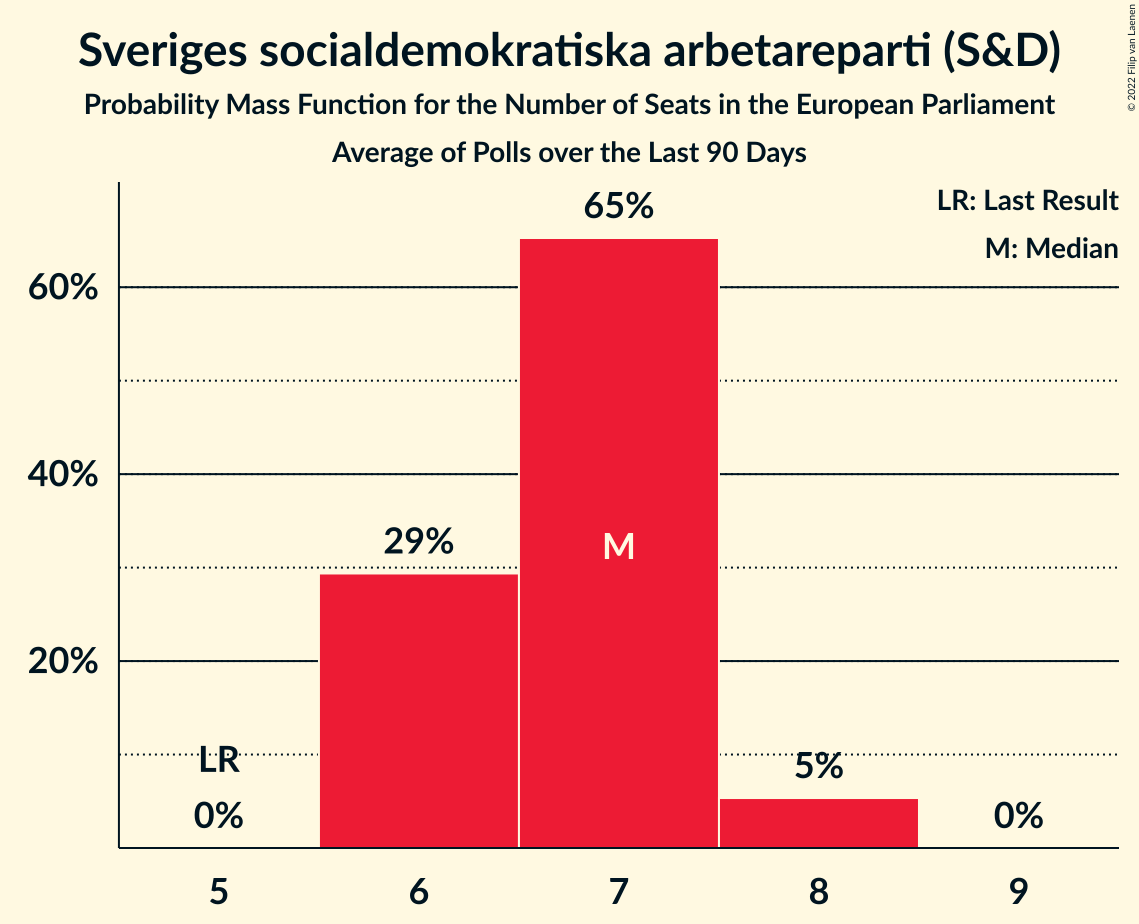 Sveriges socialdemokratiska arbetareparti (S&D)
Probability Mass Function for the Number of Seats in the European Parliament
Average of Polls over the Last 90 Days
© 2022 Filip van Laenen
LR: Last Result
M: Median
65%
60%
40%
29%
M
20%
LR
5%
0%
0%
5 6 7 8 9